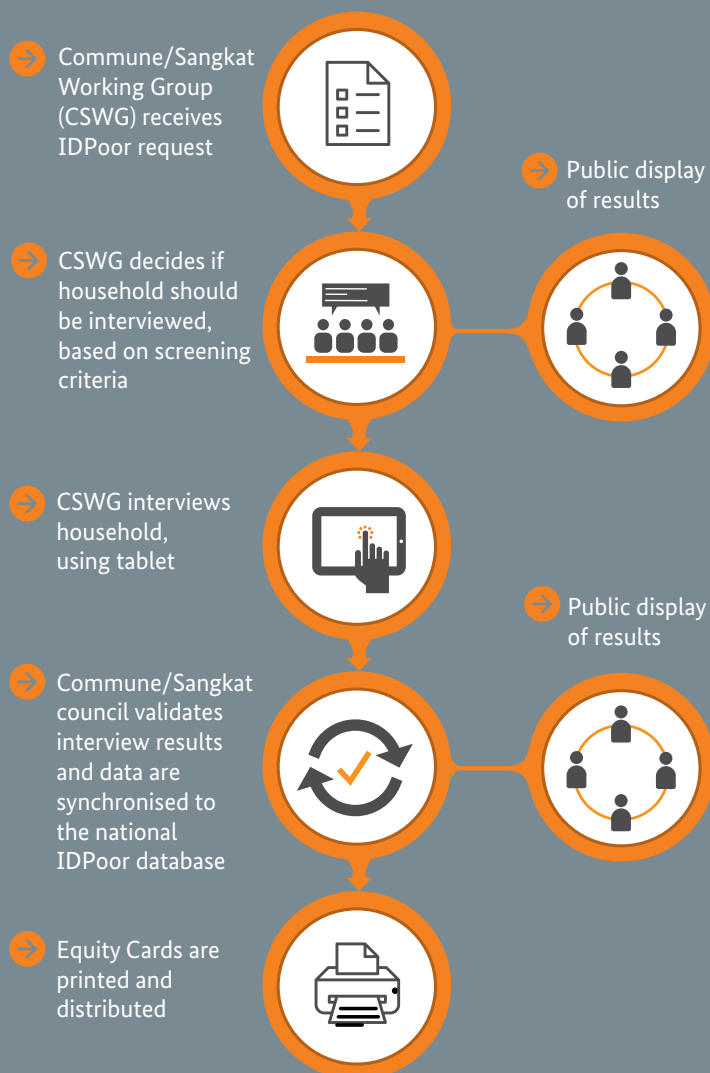 Commune/Sangkat
Working Group
(CSWG) receives
IDPoor request
Public display
of results
CSWG decides if
household should
be interviewed,
based on screening
criteria
CSWG interviews
household,
using tablet
Public display
of results
Commune/Sangkat
council validates
interview results
and data are
synchronised to
the national
IDPoor database
Equity Cards are
printed and
distributed